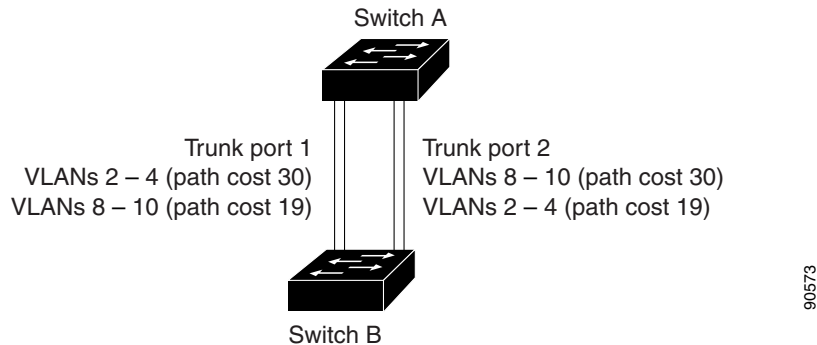 Switch A
Trunk port 1
VLANs 2 – 4 (path cost 30)
VLANs 8 – 10 (path cost 19)
Trunk port 2
VLANs 8 – 10 (path cost 30)
VLANs 2 – 4 (path cost 19)
90573
Switch B